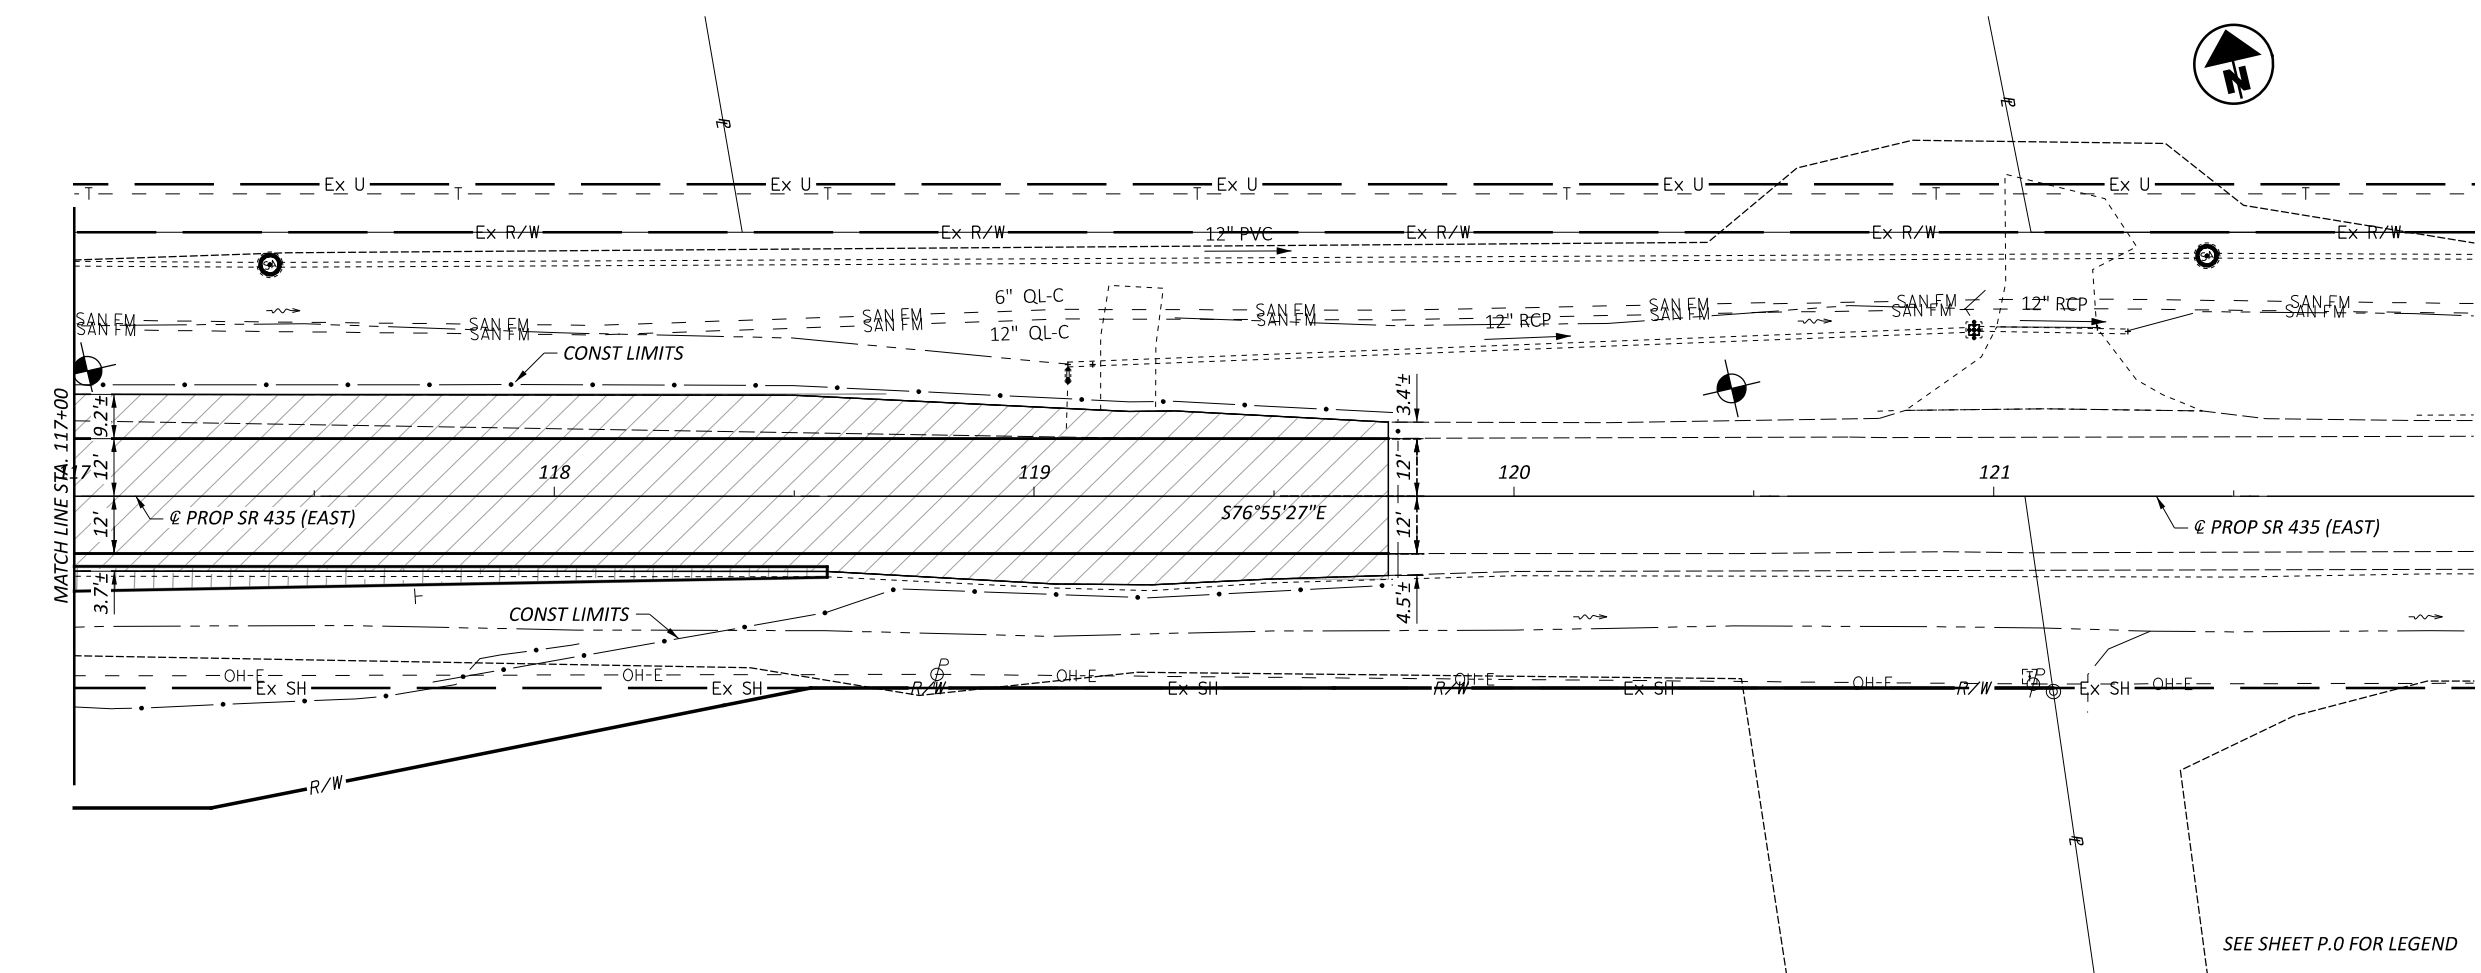 N
PL
PL
Ex U
Ex U
Ex U
Ex U
Ex U
T
T
T
T
T
T
T
Ex R/W
Ex R/W
Ex R/W
Ex R/W
Ex R/W
12" PVC
6" QL-C
12" QL-C
SAN FM
SAN FM
SAN FM
SAN FM
SAN FM
SAN FM
SAN FM
SAN FM
SAN FM
SAN FM
SAN FM
SAN FM
SAN FM
SAN FM
12" RCP
12" RCP
CONST LIMITS
MATCH LINE STA. 117+00
9.2'±
12'
12'
3.7'±
3.4'±
12'
12'
4.5'±
117
118
119
120
121
℄ PROP SR 435 (EAST)
S76°55'27"E
℄ PROP SR 435 (EAST)
CONST LIMITS
OH-E
OH-E
OH-E
OH-E
OH-E
OH-E
P
P
P
Ex SH
Ex SH
Ex SH
Ex SH
Ex SH
R/W
R/W
R/W
R/W
PL
SEE SHEET P.0 FOR LEGEND